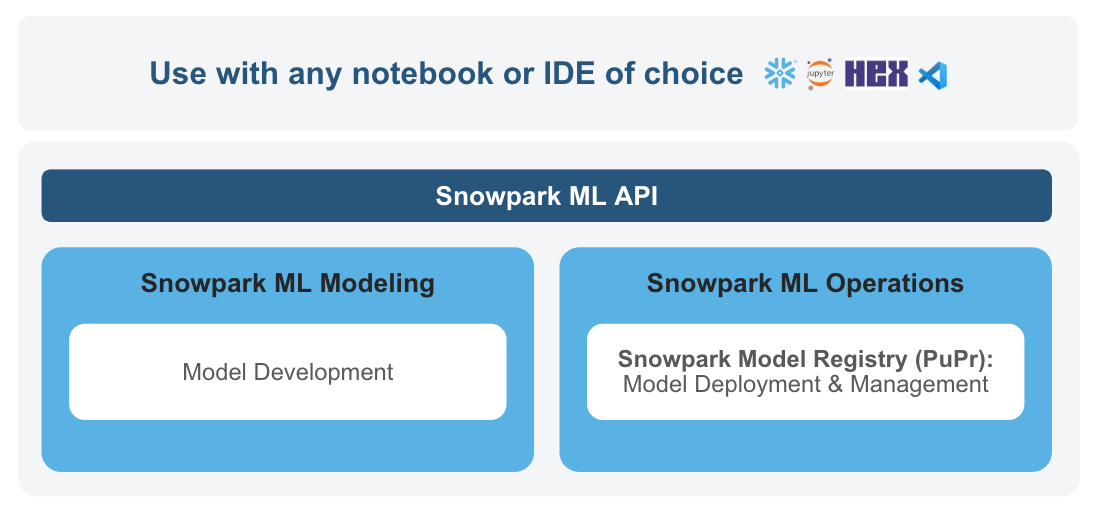 Use with any notebook or IDE of choice
jupyter
HEX
Snowpark ML API
Snowpark ML Modeling
Model Development
Snowpark ML Operations
Snowpark Model Registry (PuPr):
Model Deployment & Management